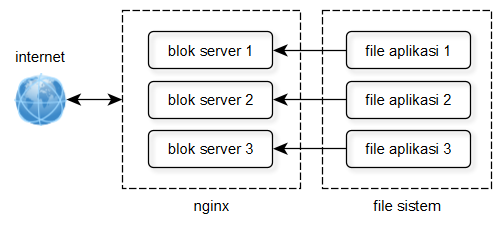 internet
blok server 1
file aplikasi 1
blok server 2
file aplikasi 2
blok server 3
file aplikasi 3
nginx
file sistem